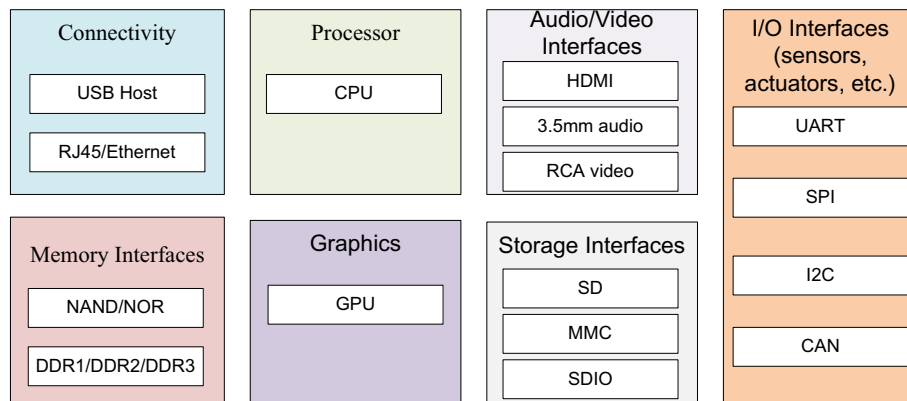 Connectivity
USB Host
RJ45/Ethernet
Processor
CPU
Audio/Video
Interfaces
HDMI
3.5mm audio
RCA video
I/O Interfaces
(sensors,
actuators, etc.)
UART
SPI
I2C
CAN
Memory Interfaces
NAND/NOR
DDR1/DDR2/DDR3
Graphics
GPU
Storage Interfaces
SD
MMC
SDIO